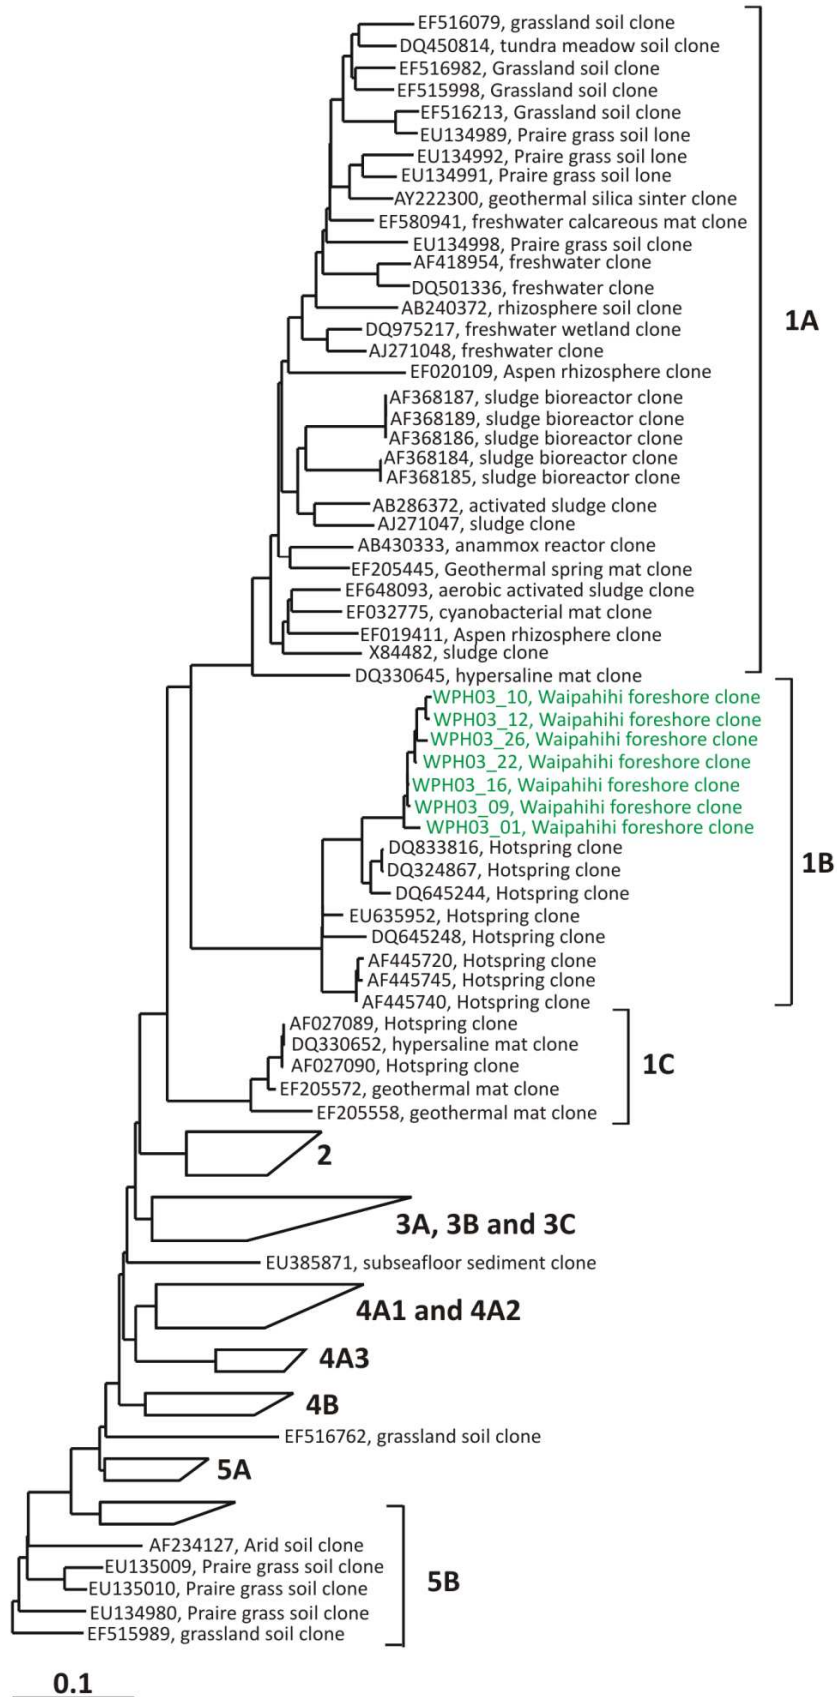 EF516079, grassland soil clone
DQ450814, tundra meadow soil clone
EF516982, Grassland soil clone
EF515998, Grassland soil clone
EF516213, Grassland soil clone
EU134989, Praire grass soil lone
EU134992, Praire grass soil lone
EU134991, Praire grass soil lone
AY222300, geothermal silica sinter clone
EF580941, freshwater calcareous mat clone
EU134998, Praire grass soil clone
AF418954, freshwater clone
DQ501336, freshwater clone
AB240372, rhizosphere soil clone
1A
DQ975217, freshwater wetland clone
AJ271048, freshwater clone
EF020109, Aspen rhizosphere clone
AF368187, sludge bioreactor clone
AF368189, sludge bioreactor clone
AF368186, sludge bioreactor clone
AF368184, sludge bioreactor clone
AF368185, sludge bioreactor clone
AB286372, activated sludge clone
AJ271047, sludge clone
AB430333, anammox reactor clone
EF205445, Geothermal spring mat clone
EF648093, aerobic activated sludge clone
EF032775, cyanobacterial mat clone
EF019411, Aspen rhizosphere clone
X84482, sludge clone
DQ330645, hypersaline mat clone
WPH03_10, Waipahihi foreshore clone
WPH03_12, Waipahihi foreshore clone
WPH03_26, Waipahihi foreshore clone
WPH03_22, Waipahihi foreshore clone
WPH03_16, Waipahihi foreshore clone
WPH03_09, Waipahihi foreshore clone
WPH03_01, Waipahihi foreshore clone
DQ833816, Hotspring clone
1B
DQ324867, Hotspring clone
DQ645244, Hotspring clone
EU635952, Hotspring clone
DQ645248, Hotspring clone
AF445720, Hotspring clone
AF445745, Hotspring clone
AF445740, Hotspring clone
AF027089, Hotspring clone
DQ330652, hypersaline mat clone
AF027090, Hotspring clone
1C
EF205572, geothermal mat clone
EF205558, geothermal mat clone
2
3A, 3B and 3C
EU385871, subseafloor sediment clone
4A1 and 4A2
4A3
4B
EF516762, grassland soil clone
5A
AF234127, Arid soil clone
EU135009, Praire grass soil clone
5B
EU135010, Praire grass soil clone
EU134980, Praire grass soil clone
EF515989, grassland soil clone
0.1